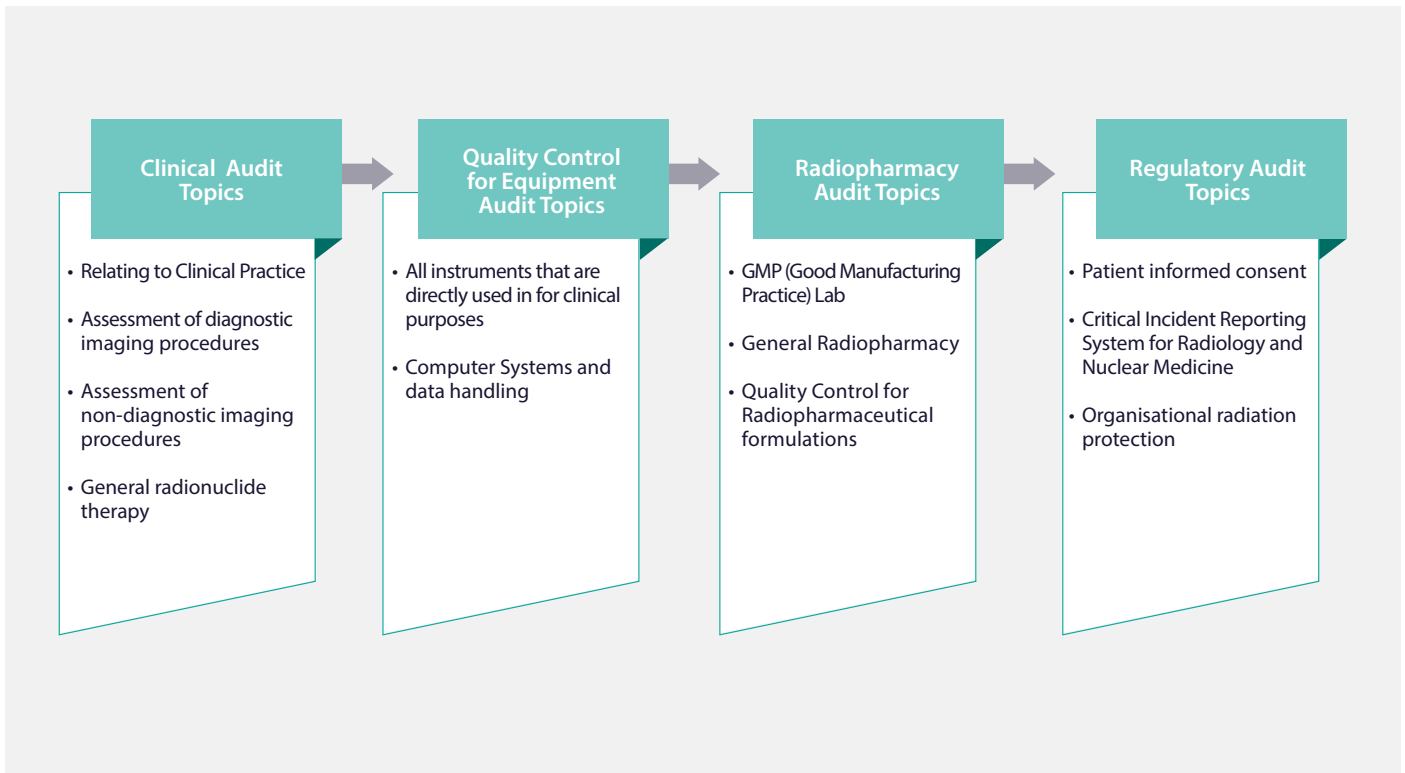 Clinical Audit
Topics
• Relating to Clinical Practice
• Assessment of diagnostic
imaging procedures
• Assessment of
non-diagnostic imaging
procedures
• General radionuclide
therapy
Quality Control
for Equipment
Audit Topics
• All instruments that are
directly used in for clinical
purposes
• Computer Systems and
data handling
Radiopharmacy
Audit Topics
• GMP (Good Manufacturing
Practice) Lab
• General Radiopharmacy
• Quality Control for
Radiopharmaceutical
formulations
Regulatory Audit
Topics
• Patient informed consent
• Critical Incident Reporting
System for Radiology and
Nuclear Medicine
• Organisational radiation
protection